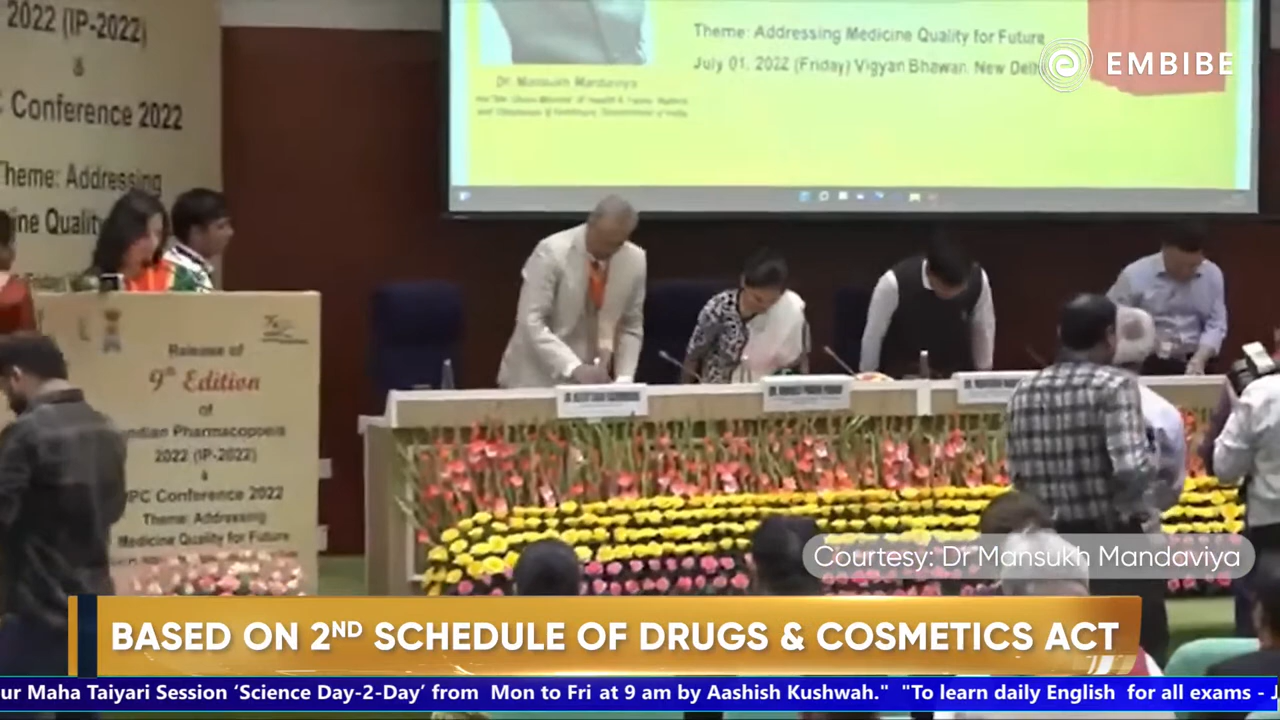 2022 (IP-2022)
&
Conference 2022
Theme: Addressing
Quality
Theme: Addressing Medicine Quality for Future
July 01, 2022 (Friday) Vigyan Bhawan, New Delhi
EMBIBE
Dr. Mansukh Mandaviya
Release of
9th Edition
of
Indian Pharmacopoeia
2022 (IP-2022)
&
IPC Conference 2022
Theme: Addressing
Medicine Quality for Future
Courtesy: Dr Mansukh Mandaviya
BASED ON 2ND SCHEDULE OF DRUGS & COSMETICS ACT
ur Maha Taiyari Session ‘Science Day-2-Day’ from Mon to Fri at 9 am by Aashish Kushwah." "To learn daily English for all exams - J